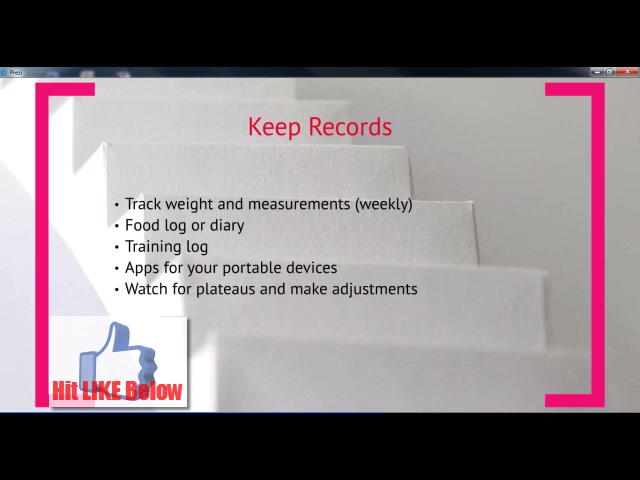 Prezi
Keep Records
• Track weight and measurements (weekly)
• Food log or diary
• Training log
• Apps for your portable devices
• Watch for plateaus and make adjustments
Hit LIKE Below